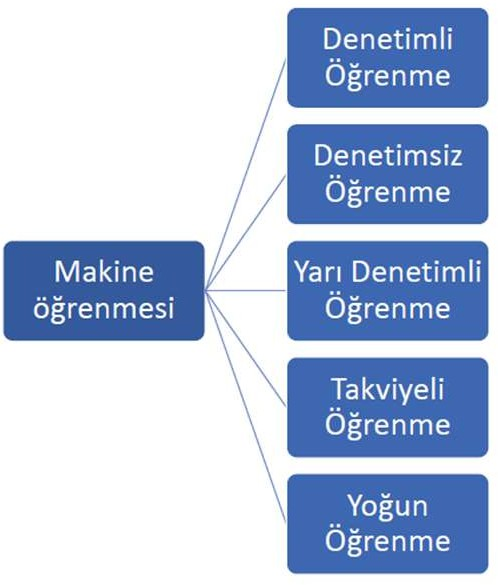 Denetimli
Öğrenme
Denetimsiz
Öğrenme
Makine
öğrenmesi
Yarı Denetimli
Öğrenme
Takviyeli
Öğrenme
Yoğun
Öğrenme